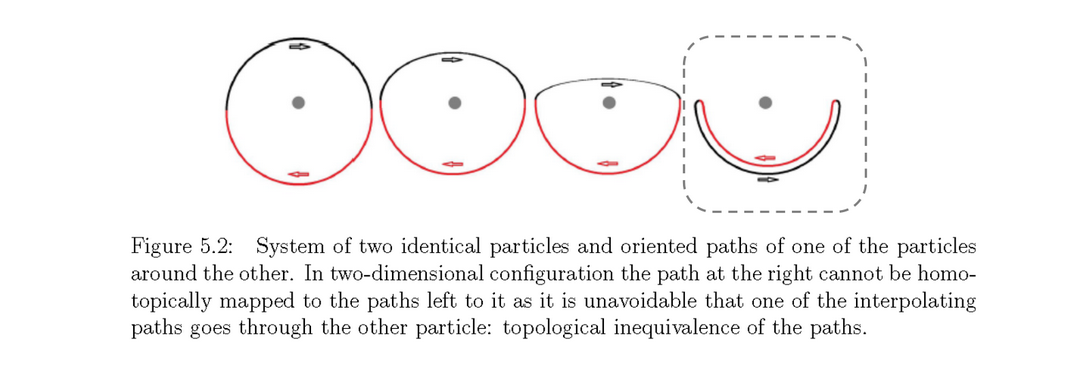 Figure 5.2: System of two identical particles and oriented paths of one of the particles
around the other. In two-dimensional configuration the path at the right cannot be homo-
topically mapped to the paths left to it as it is unavoidable that one of the interpolating
paths goes through the other particle: topological inequivalence of the paths.